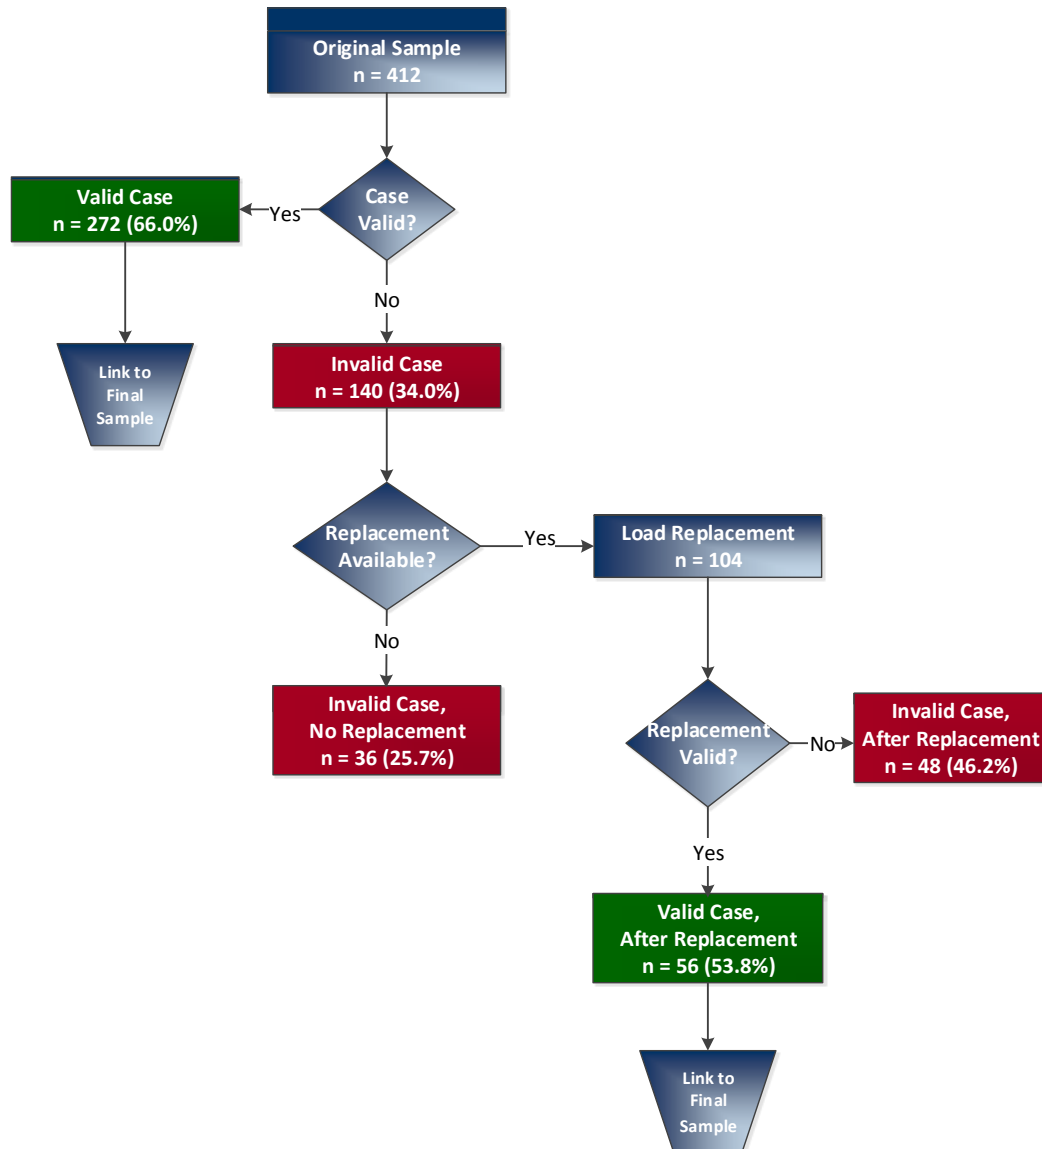 Original Sample
n = 412
Case
Valid?
Yes
Valid Case
n = 272 (66.0%)
Link to
Final
Sample
No
Invalid Case
n = 140 (34.0%)
Replacement
Available?
Yes
Load Replacement
n = 104
No
Invalid Case,
No Replacement
n = 36 (25.7%)
Replacement
Valid?
No
Invalid Case,
After Replacement
n = 48 (46.2%)
Yes
Valid Case,
After Replacement
n = 56 (53.8%)
Link to
Final
Sample